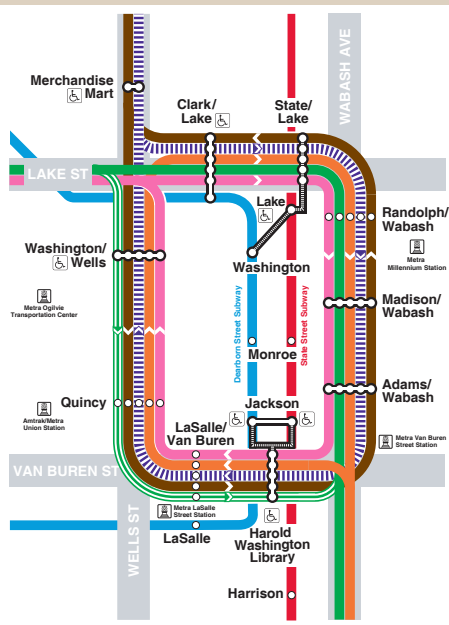 Merchandise
Mart
Clark/
Lake
State/
Lake
WABASH AVE
LAKE ST
Lake
Randolph/
Wabash
Metra
Millennium Station
Washington/
Wells
Washington
Metra Ogilvie
Transportation Center
Dearborn Street Subway
State Street Subway
Madison/
Wabash
Monroe
Adams/
Wabash
Quincy
Jackson
Amtrak/Metra
Union Station
LaSalle/
Van Buren
Metra Van Buren
Street Station
VAN BUREN ST
Metra LaSalle
Street Station
WELLS ST
LaSalle
Harold
Washington
Library
Harrison